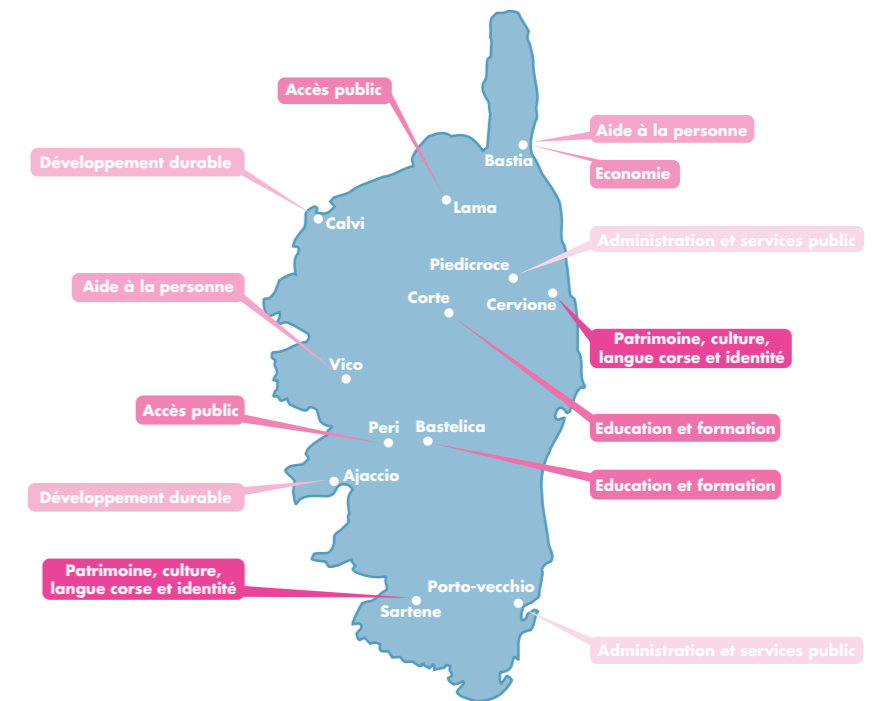 Accès public
Aide à la personne
Bastia
Développement durable
Economie
Lama
Calvi
Administration et services public
Piedicroce
Aide à la personne
Corte
Cervione
Patrimoine, culture,
langue corse et identité
Vico
Accès public
Peri
Bastelica
Education et formation
Ajaccio
Education et formation
Développement durable
Patrimoine, culture,
langue corse et identité
Porto-vecchio
Sartene
Administration et services public